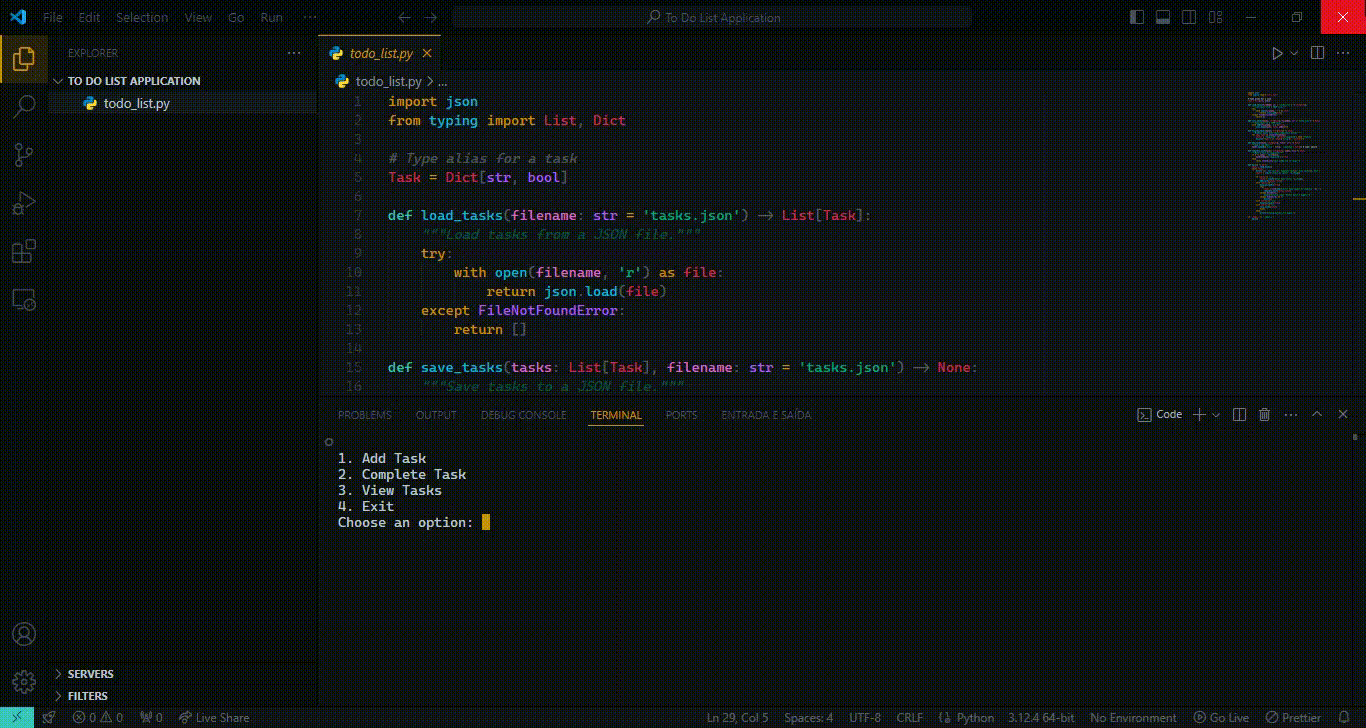 File Edit Selection View Go Run ··· To Do List Application
EXPLORER ···
TO DO LIST APPLICATION
todo_list.py
todo_list.py
todo_list.py > ...
1 import json
2 from typing import List, Dict
3
4 # Type alias for a task
5 Task = Dict[str, bool]
6
7 def load_tasks(filename: str = 'tasks.json') -> List[Task]:
8 """Load tasks from a JSON file."""
9 try:
10 with open(filename, 'r') as file:
11 return json.load(file)
12 except FileNotFoundError:
13 return []
14
15 def save_tasks(tasks: List[Task], filename: str = 'tasks.json') -> None:
16 """Save tasks to a JSON file."""
PROBLEMS OUTPUT DEBUG CONSOLE TERMINAL PORTS ENTRADA E SAÍDA Code
1. Add Task
2. Complete Task
3. View Tasks
4. Exit
Choose an option:
SERVERS
FILTERS
0 0 0 Live Share Ln 29, Col 5 Spaces: 4 UTF-8 CRLF {} Python 3.12.4 64-bit No Environment Go Live Prettier